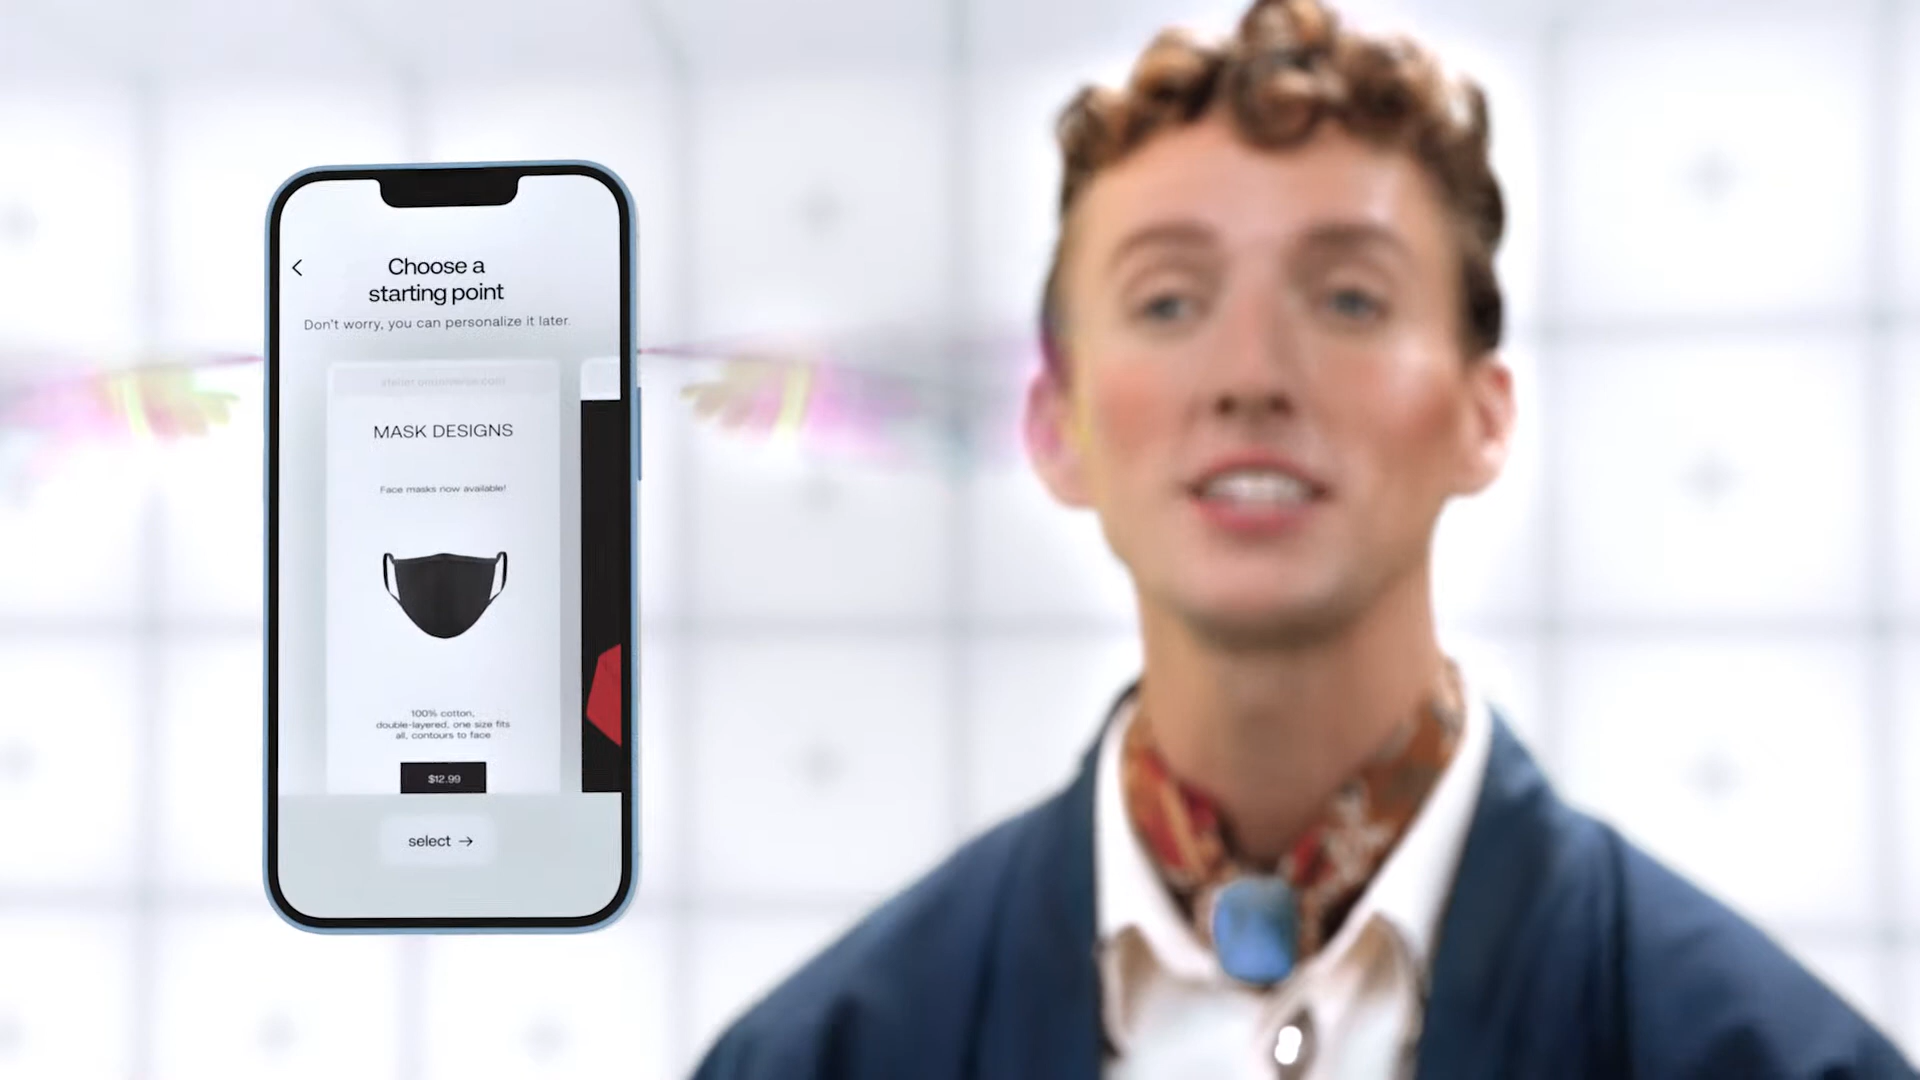 Choose a
starting point
Don't worry, you can personalize it later.
MASK DESIGNS
Face masks now available!
100% cotton,
double-layered, one size fits
all, contours to face
$12.99
select →